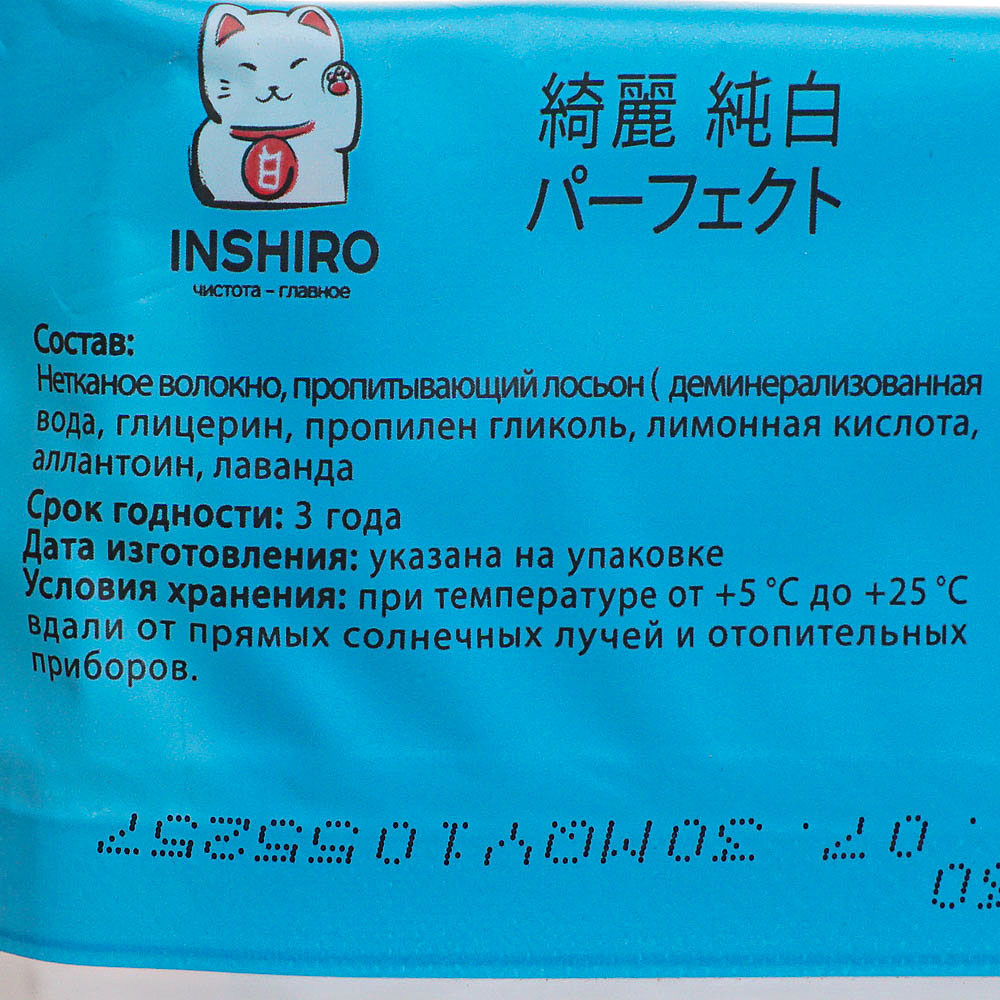 綺麗 純白
パーフェクト
INSHIRO
чистота – главное
Состав:
Нетканое волокно, пропитывающий лосьон ( деминерализованная
вода, глицерин, пропилен гликоль, лимонная кислота,
аллантоин, лаванда
Срок годности: 3 года
Дата изготовления: указана на упаковке
Условия хранения: при температуре от +5 °C до +25 °C
вдали от прямых солнечных лучей и отопительных
приборов.